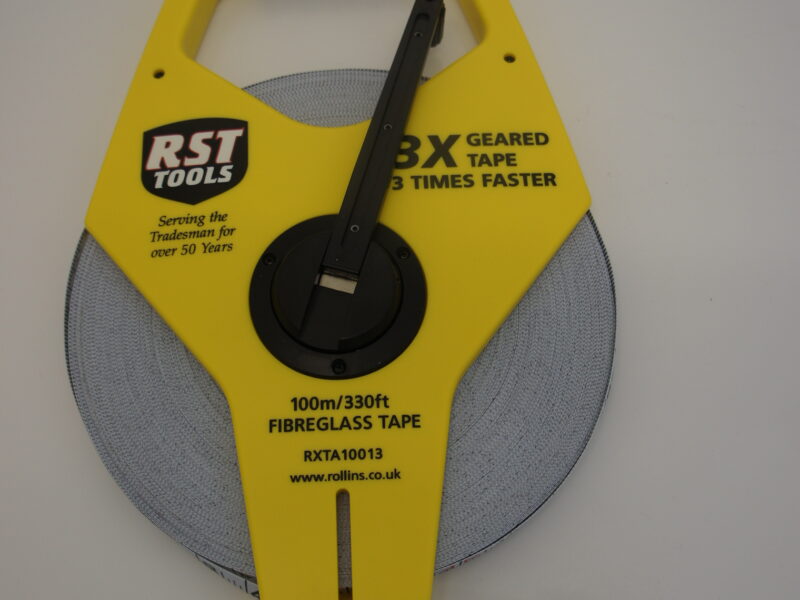 RST
TOOLS
Serving the
Tradesman for
over 50 Years
3X GEARED
TAPE
3 TIMES FASTER
100m/330ft
FIBREGLASS TAPE
RXTA10013
www.rollins.co.uk